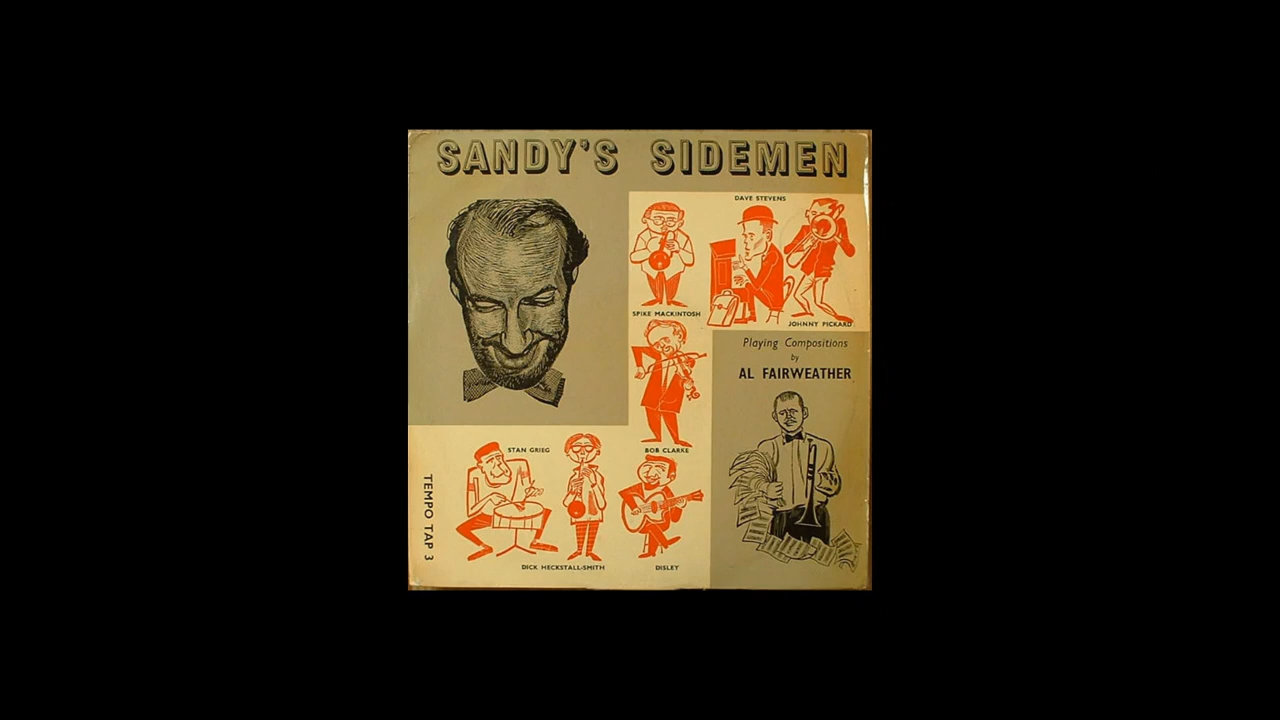 SANDY'S SIDEMEN
DAVE STEVENS
SPIKE MACKINTOSH
JOHNNY PICKARD
Playing Compositions
by
AL FAIRWEATHER
STAN GRIEG
BOB CLARKE
TEMPO TAP 3
DICK HECKSTALL-SMITH
DISLEY